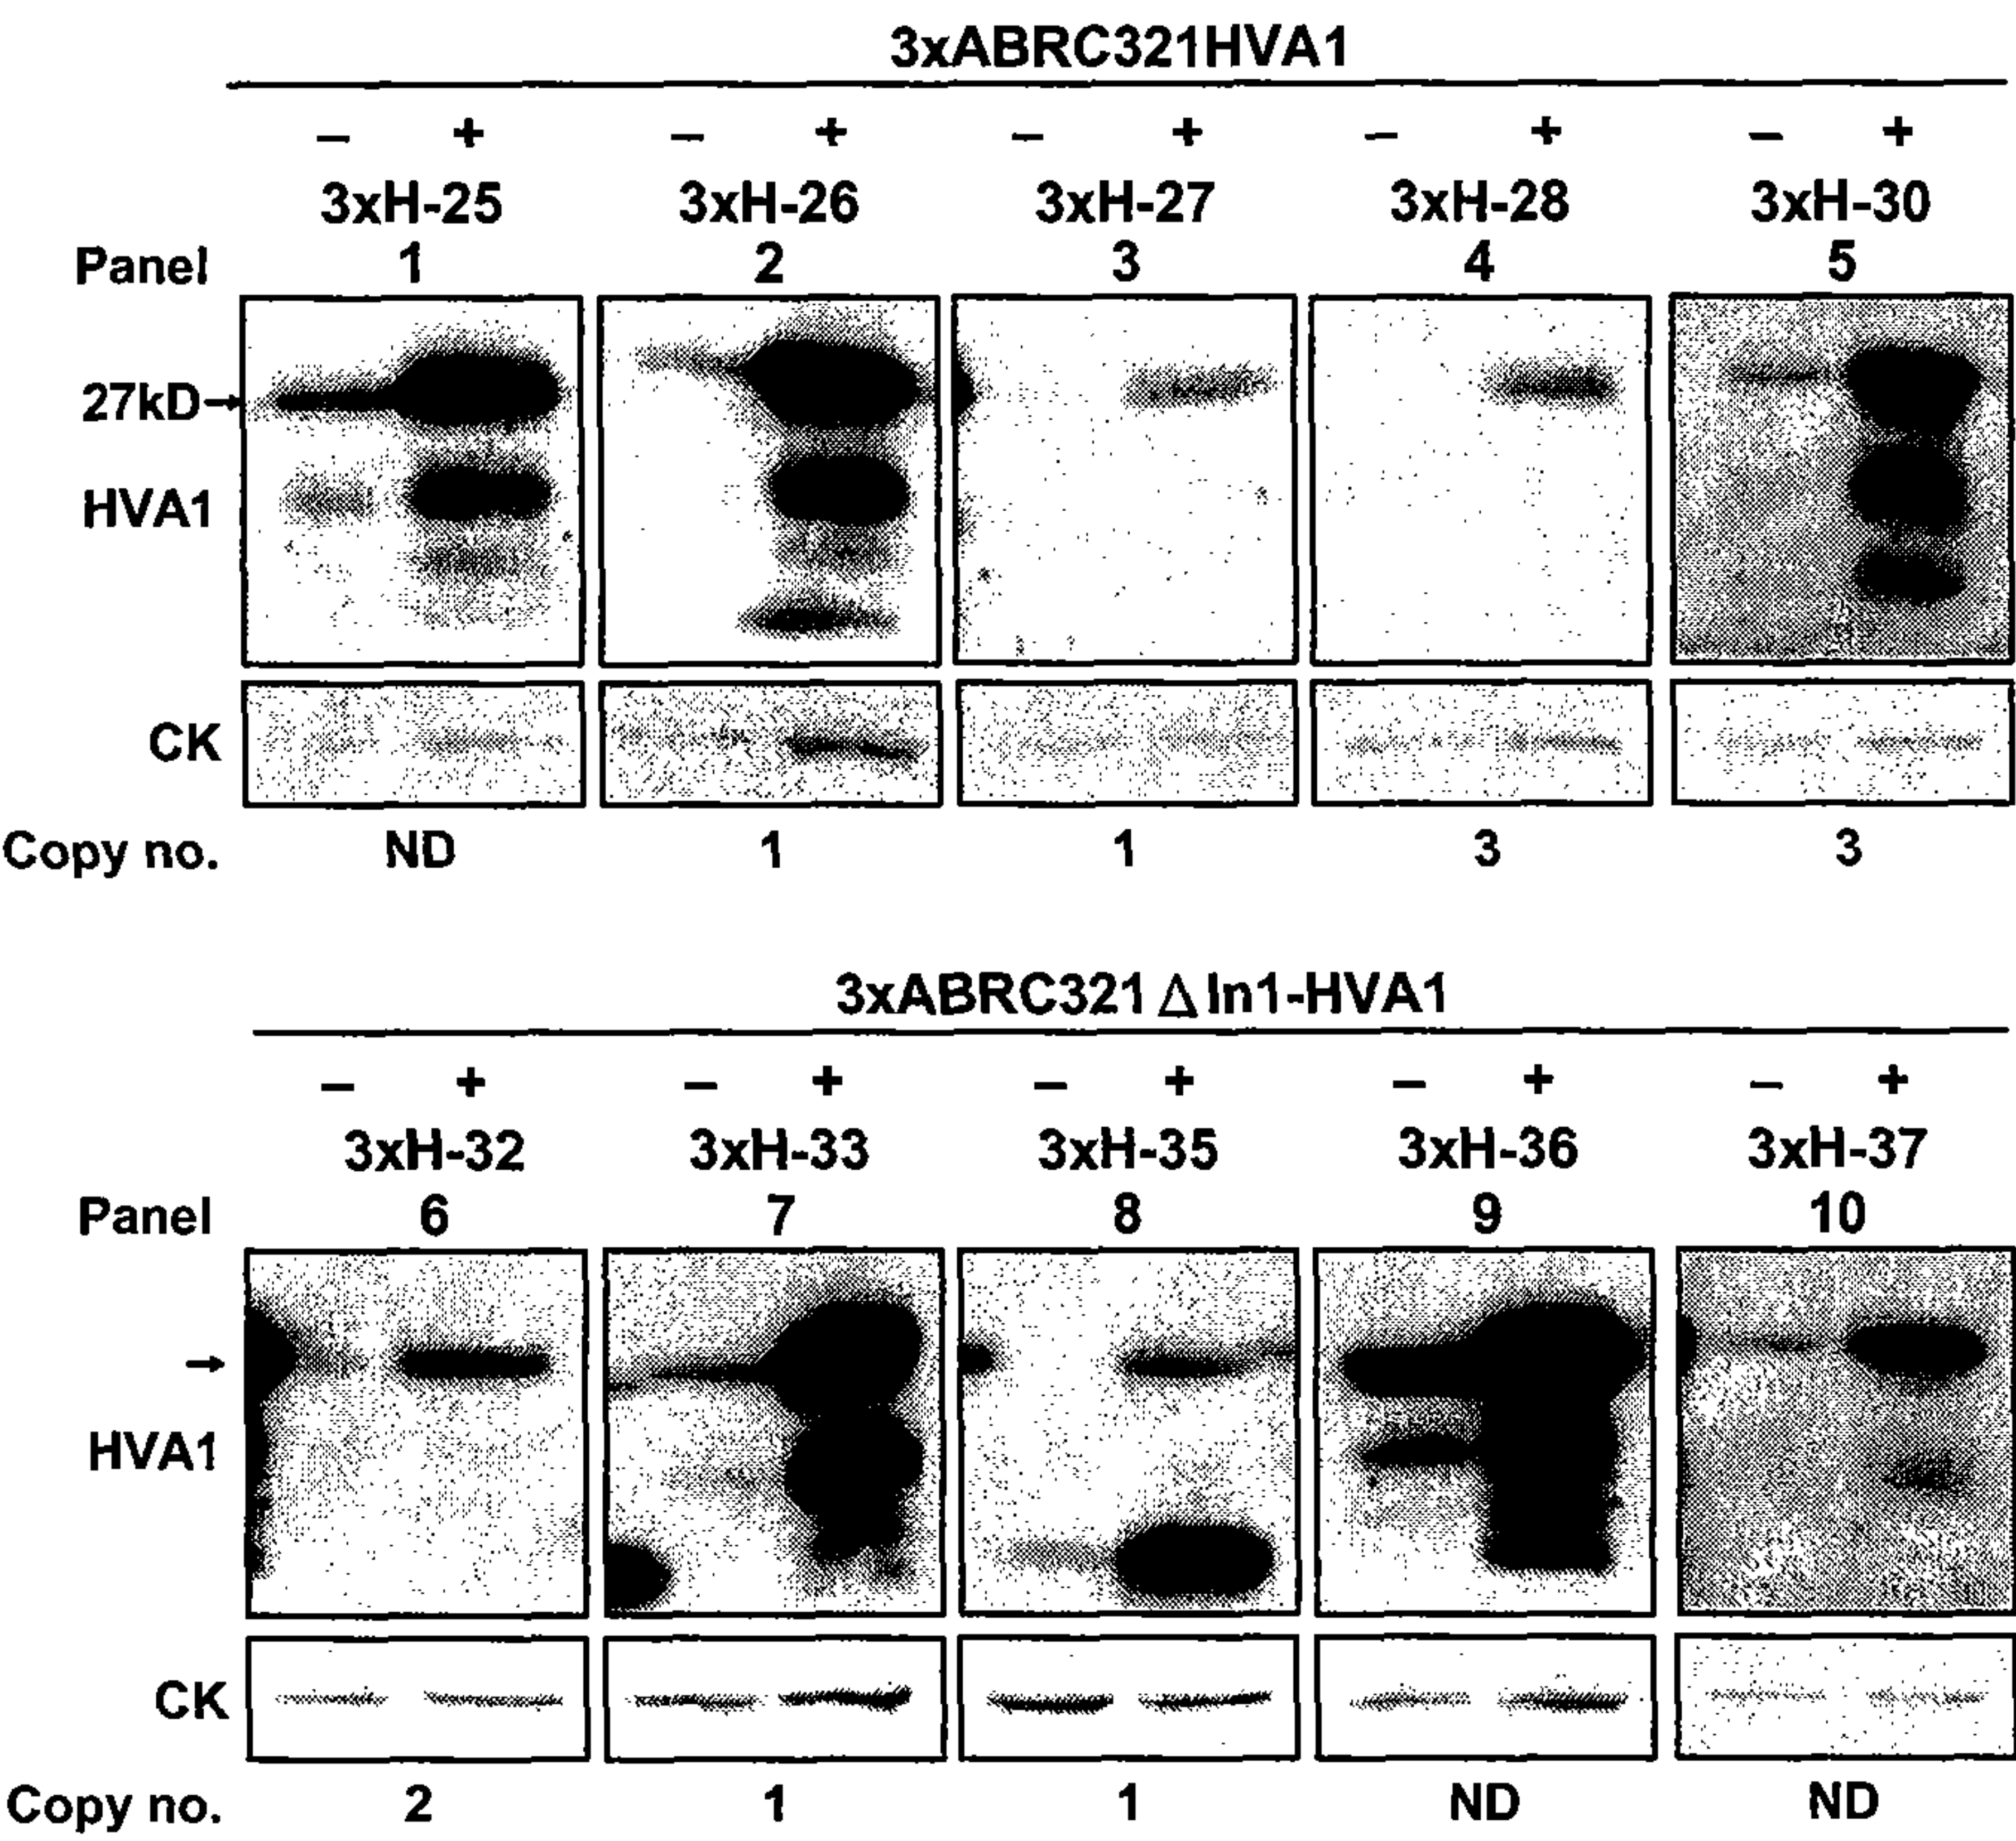 3xABRC321HVA1
– + – + – + – + – +
3xH-25 3xH-26 3xH-27 3xH-28 3xH-30
Panel 1 2 3 4 5
27kD→
HVA1
CK
Copy no. ND 1 1 3 3
3xABRC321 Δ In1-HVA1
– + – + – + – + – +
3xH-32 3xH-33 3xH-35 3xH-36 3xH-37
Panel 6 7 8 9 10
→
HVA1
CK
Copy no. 2 1 1 ND ND